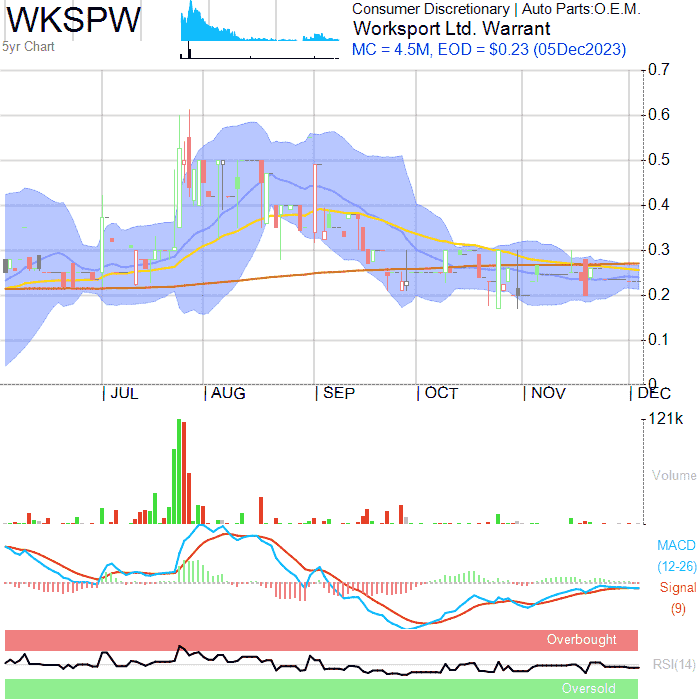 WKSPW
5yr Chart
Consumer Discretionary | Auto Parts:O.E.M.
Worksport Ltd. Warrant
MC = 4.5M, EOD = $0.23 (05Dec2023)
0.7
0.6
0.5
0.4
0.3
0.2
0.1
0
JUL AUG SEP OCT NOV DEC
121k
Volume
MACD
(12-26)
Signal
(9)
Overbought
RSI(14)
Oversold